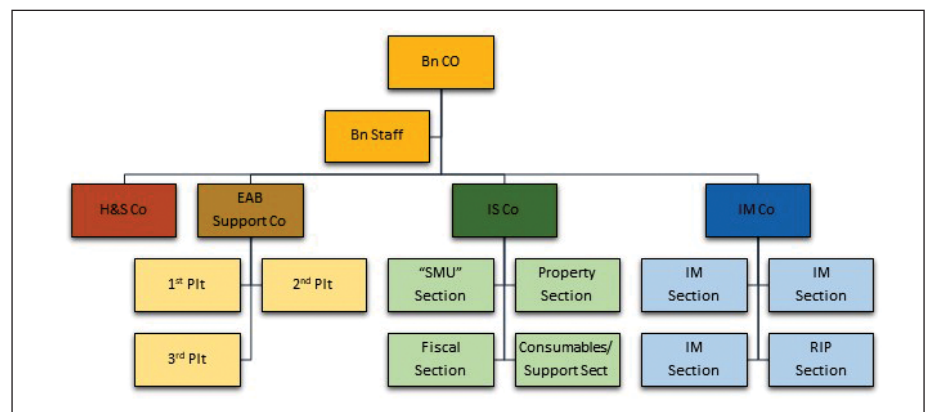 Bn CO
Bn Staff
H&S Co
EAB
Support Co
IS Co
IM Co
1st Plt
2nd Plt
3rd Plt
“SMU”
Section
Property
Section
Fiscal
Section
Consumables/
Support Sect
IM
Section
IM
Section
IM
Section
RIP
Section